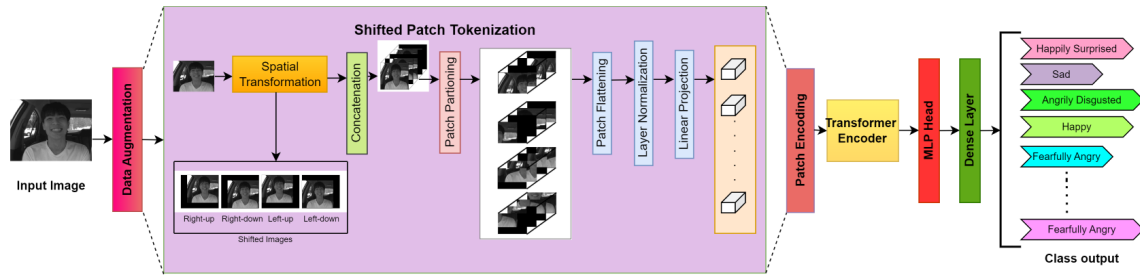 Input Image
Data Augmentation
Shifted Patch Tokenization
Spatial
Transformation
Right-up
Right-down
Left-up
Left-down
Shifted Images
Concatenation
Patch Partioning
Patch Flattening
Layer Normalization
Linear Projection
Patch Encoding
Transformer
Encoder
MLP Head
Dense Layer
Happily Surprised
Sad
Angrily Disgusted
Happy
Fearfully Angry
Fearfully Angry
Class output